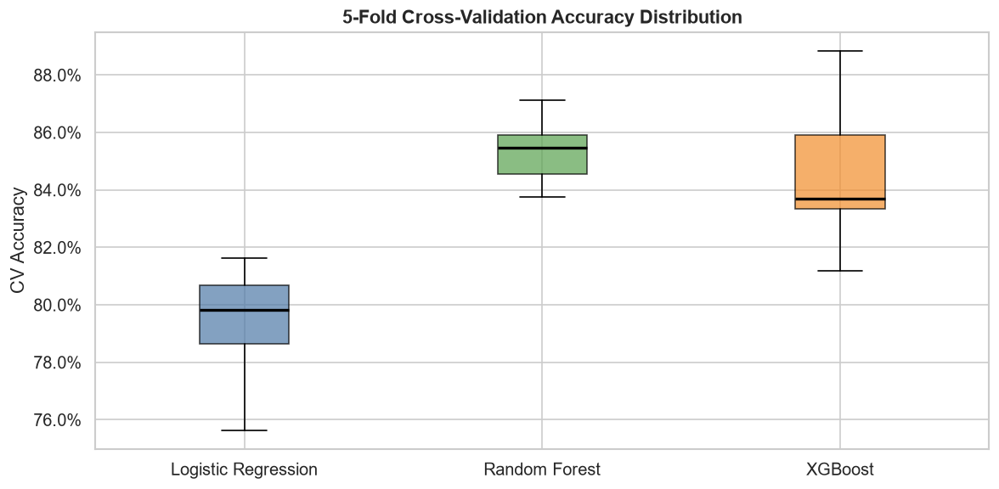 5-Fold Cross-Validation Accuracy Distribution
CV Accuracy
88.0%
86.0%
84.0%
82.0%
80.0%
78.0%
76.0%
Logistic Regression
Random Forest
XGBoost